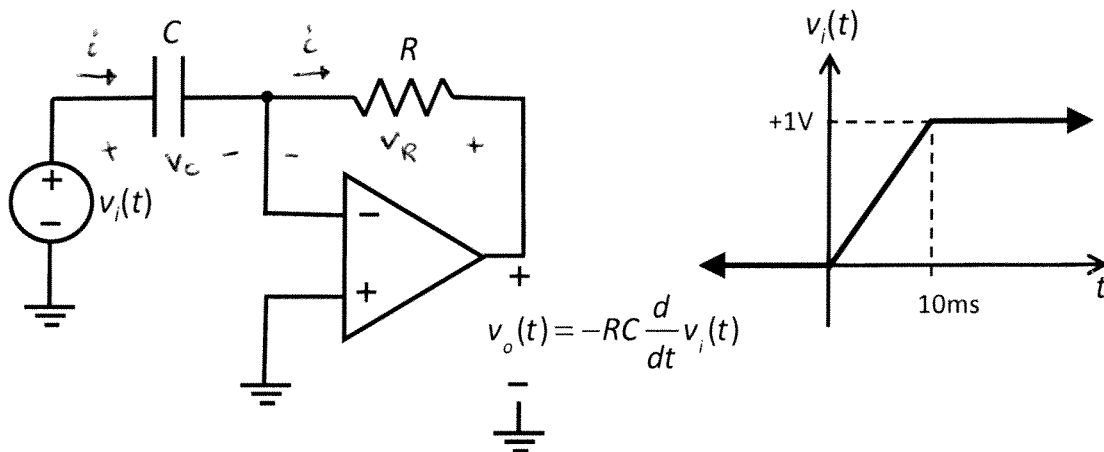 i C i R
+ v_c - - v_R +
+ - v_i(t)
- +
+
v_o(t) = -RC d/dt v_i(t)
-
v_i(t)
+1V
10ms t